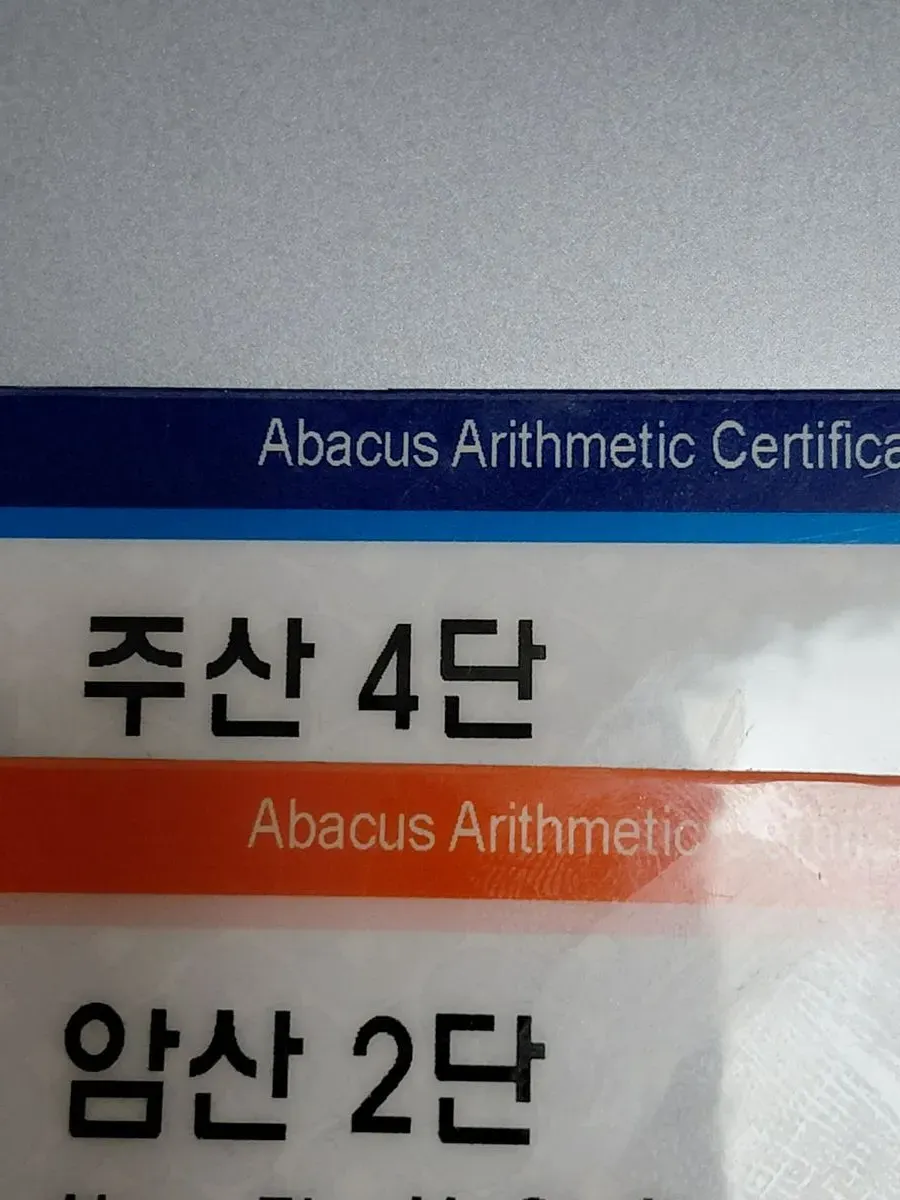 Abacus Arithmetic Certifica
주산 4단
Abacus Arithmetic
암산 2단